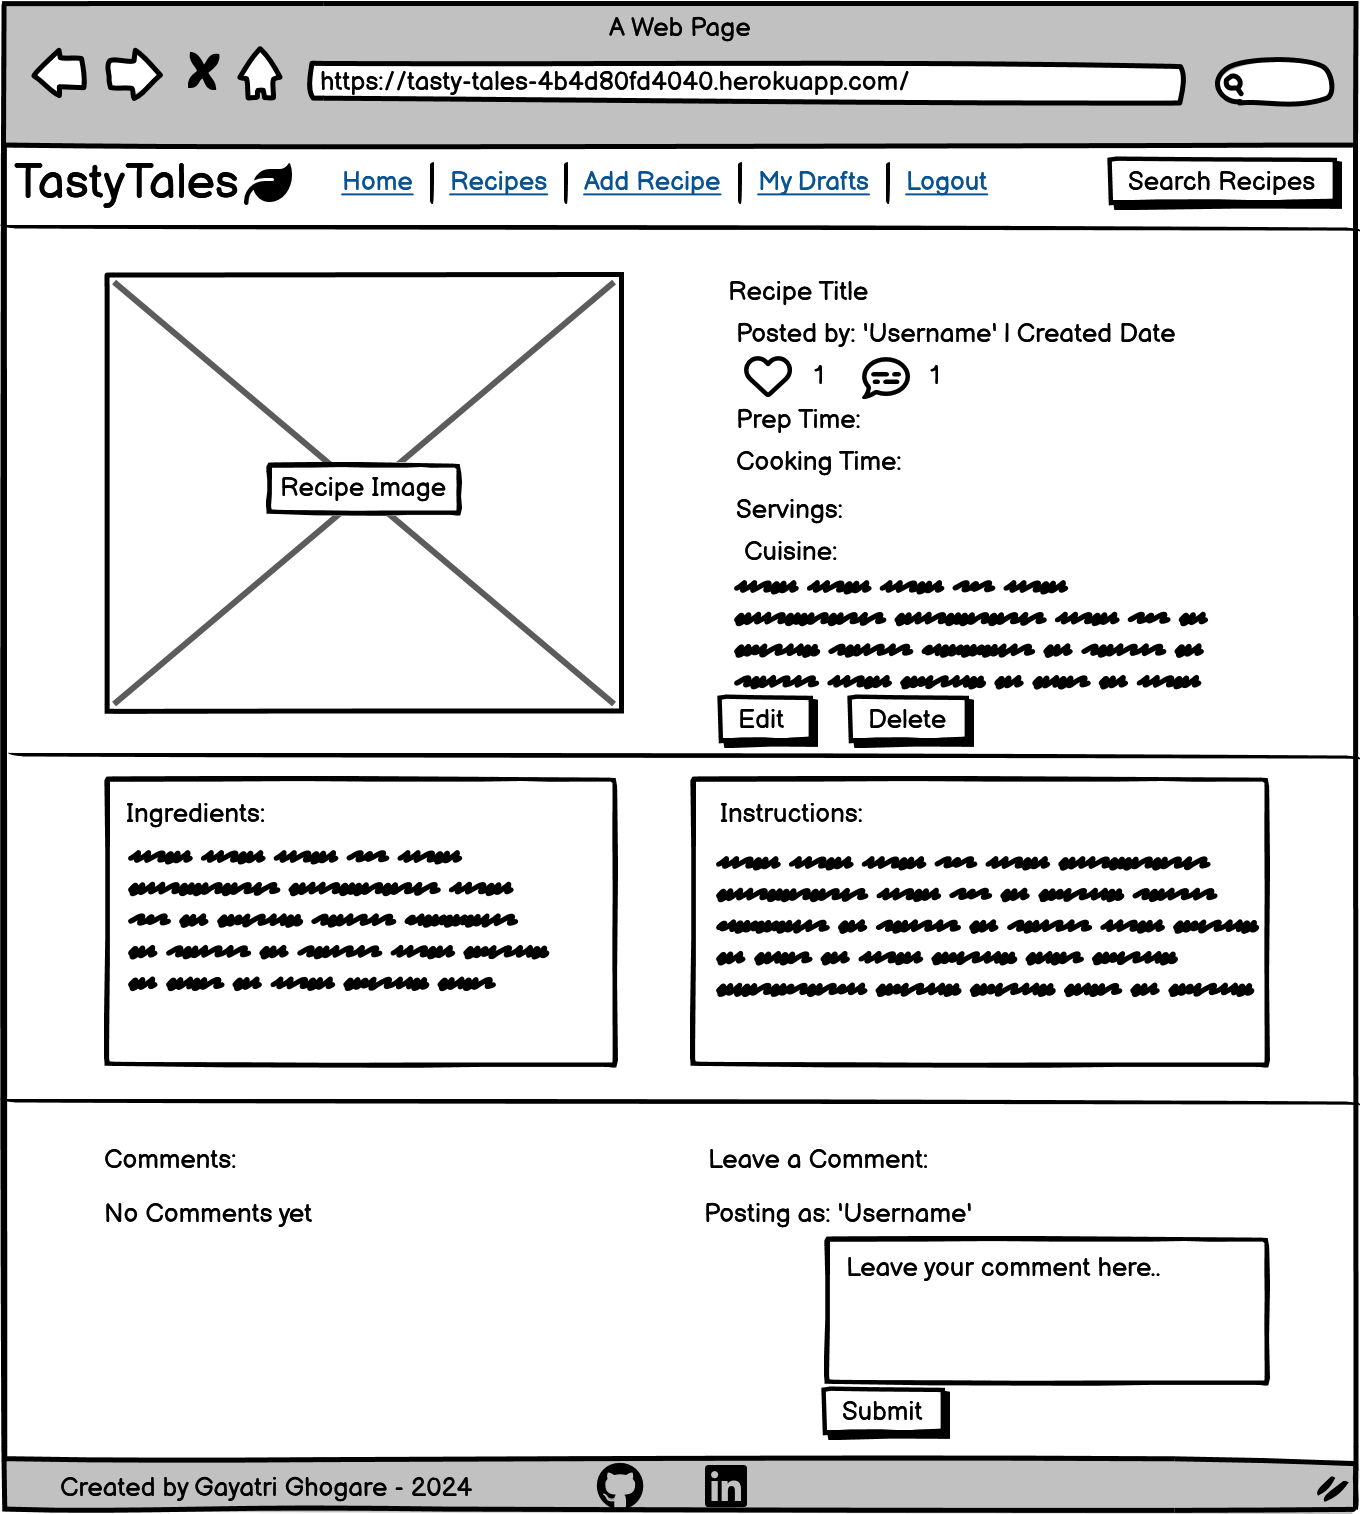 A Web Page
https://tasty-tales-4b4d80fd4040.herokuapp.com/
TastyTales
Home | Recipes | Add Recipe | My Drafts | Logout
Search Recipes
Recipe Image
Recipe Title
Posted by: 'Username' | Created Date
1 1
Prep Time:
Cooking Time:
Servings:
Cuisine:
Edit Delete
Ingredients:
Instructions:
Comments:
No Comments yet
Leave a Comment:
Posting as: 'Username'
Leave your comment here..
Submit
Created by Gayatri Ghogare - 2024
in